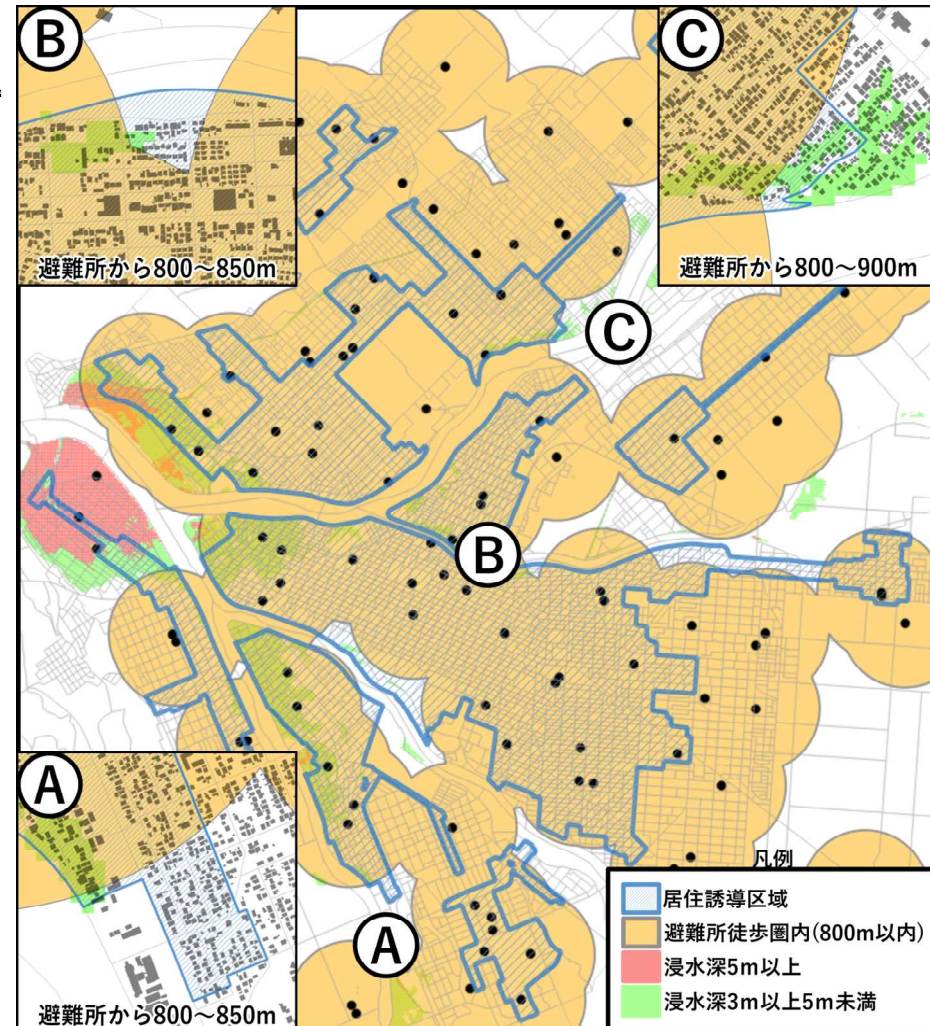 B
避難所から800～850m
C
避難所から800～900m
C
B
A
避難所から800～850m
A
凡例
居住誘導区域
避難所徒歩圏内(800m以内)
浸水深5m以上
浸水深3m以上5m未満